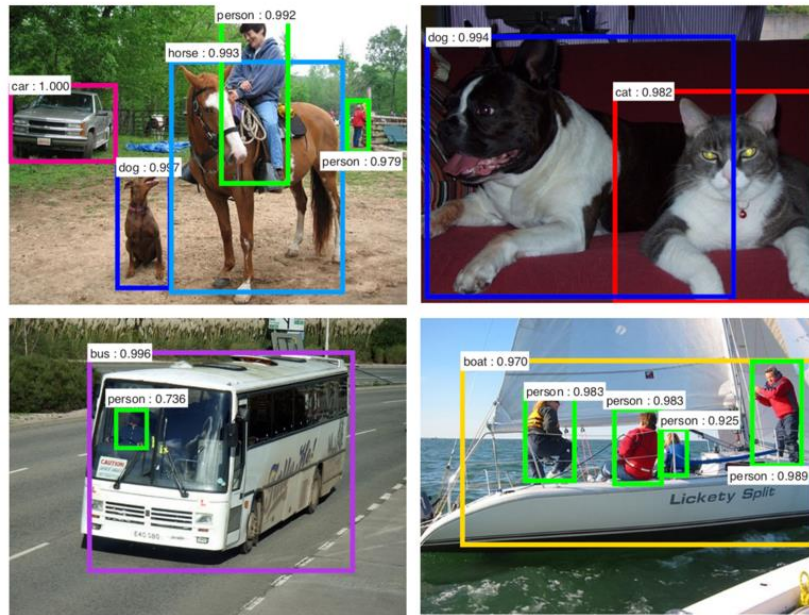 person : 0.992
horse : 0.993
car : 1.000
dog : 0.997
person : 0.979
dog : 0.994
cat : 0.982
bus : 0.996
person : 0.736
CAUTION
boat : 0.970
person : 0.983
person : 0.983
person : 0.925
person : 0.989
Lickety Split